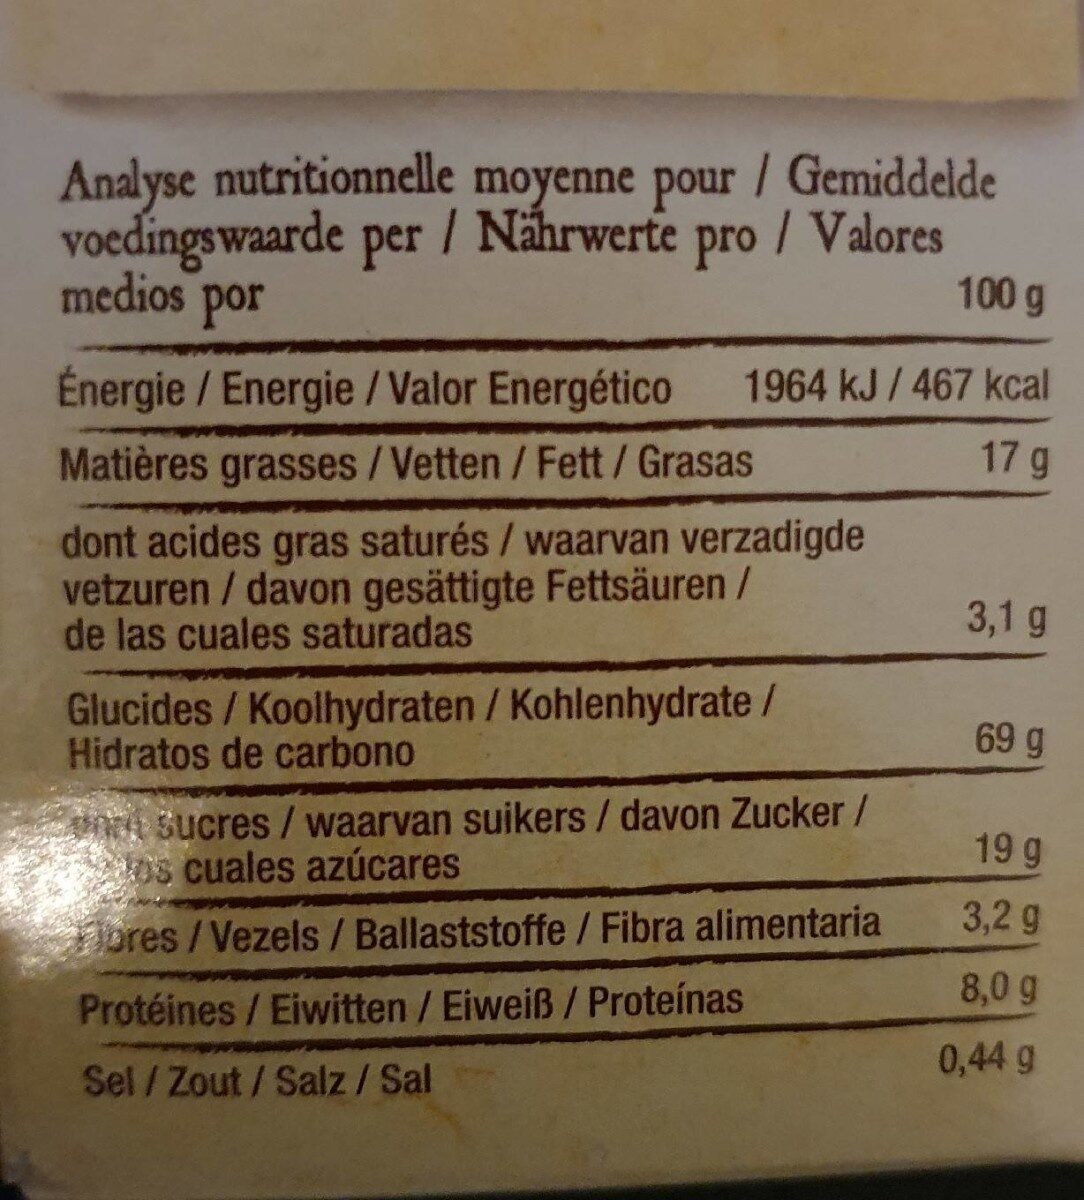 Analyse nutritionnelle moyenne pour / Gemiddelde
voedingswaarde per / Nährwerte pro / Valores
medios por 100 g
Énergie / Energie / Valor Energético 1964 kJ / 467 kcal
Matières grasses / Vetten / Fett / Grasas 17 g
dont acides gras saturés / waarvan verzadigde
vetzuren / davon gesättigte Fettsäuren /
de las cuales saturadas 3,1 g
Glucides / Koolhydraten / Kohlenhydrate /
Hidratos de carbono 69 g
sucres / waarvan suikers / davon Zucker /
cuales azúcares 19 g
/ Vezels / Ballaststoffe / Fibra alimentaria 3,2 g
Protéines / Eiwitten / Eiweiß / Proteínas 8,0 g
Sel / Zout / Salz / Sal 0,44 g